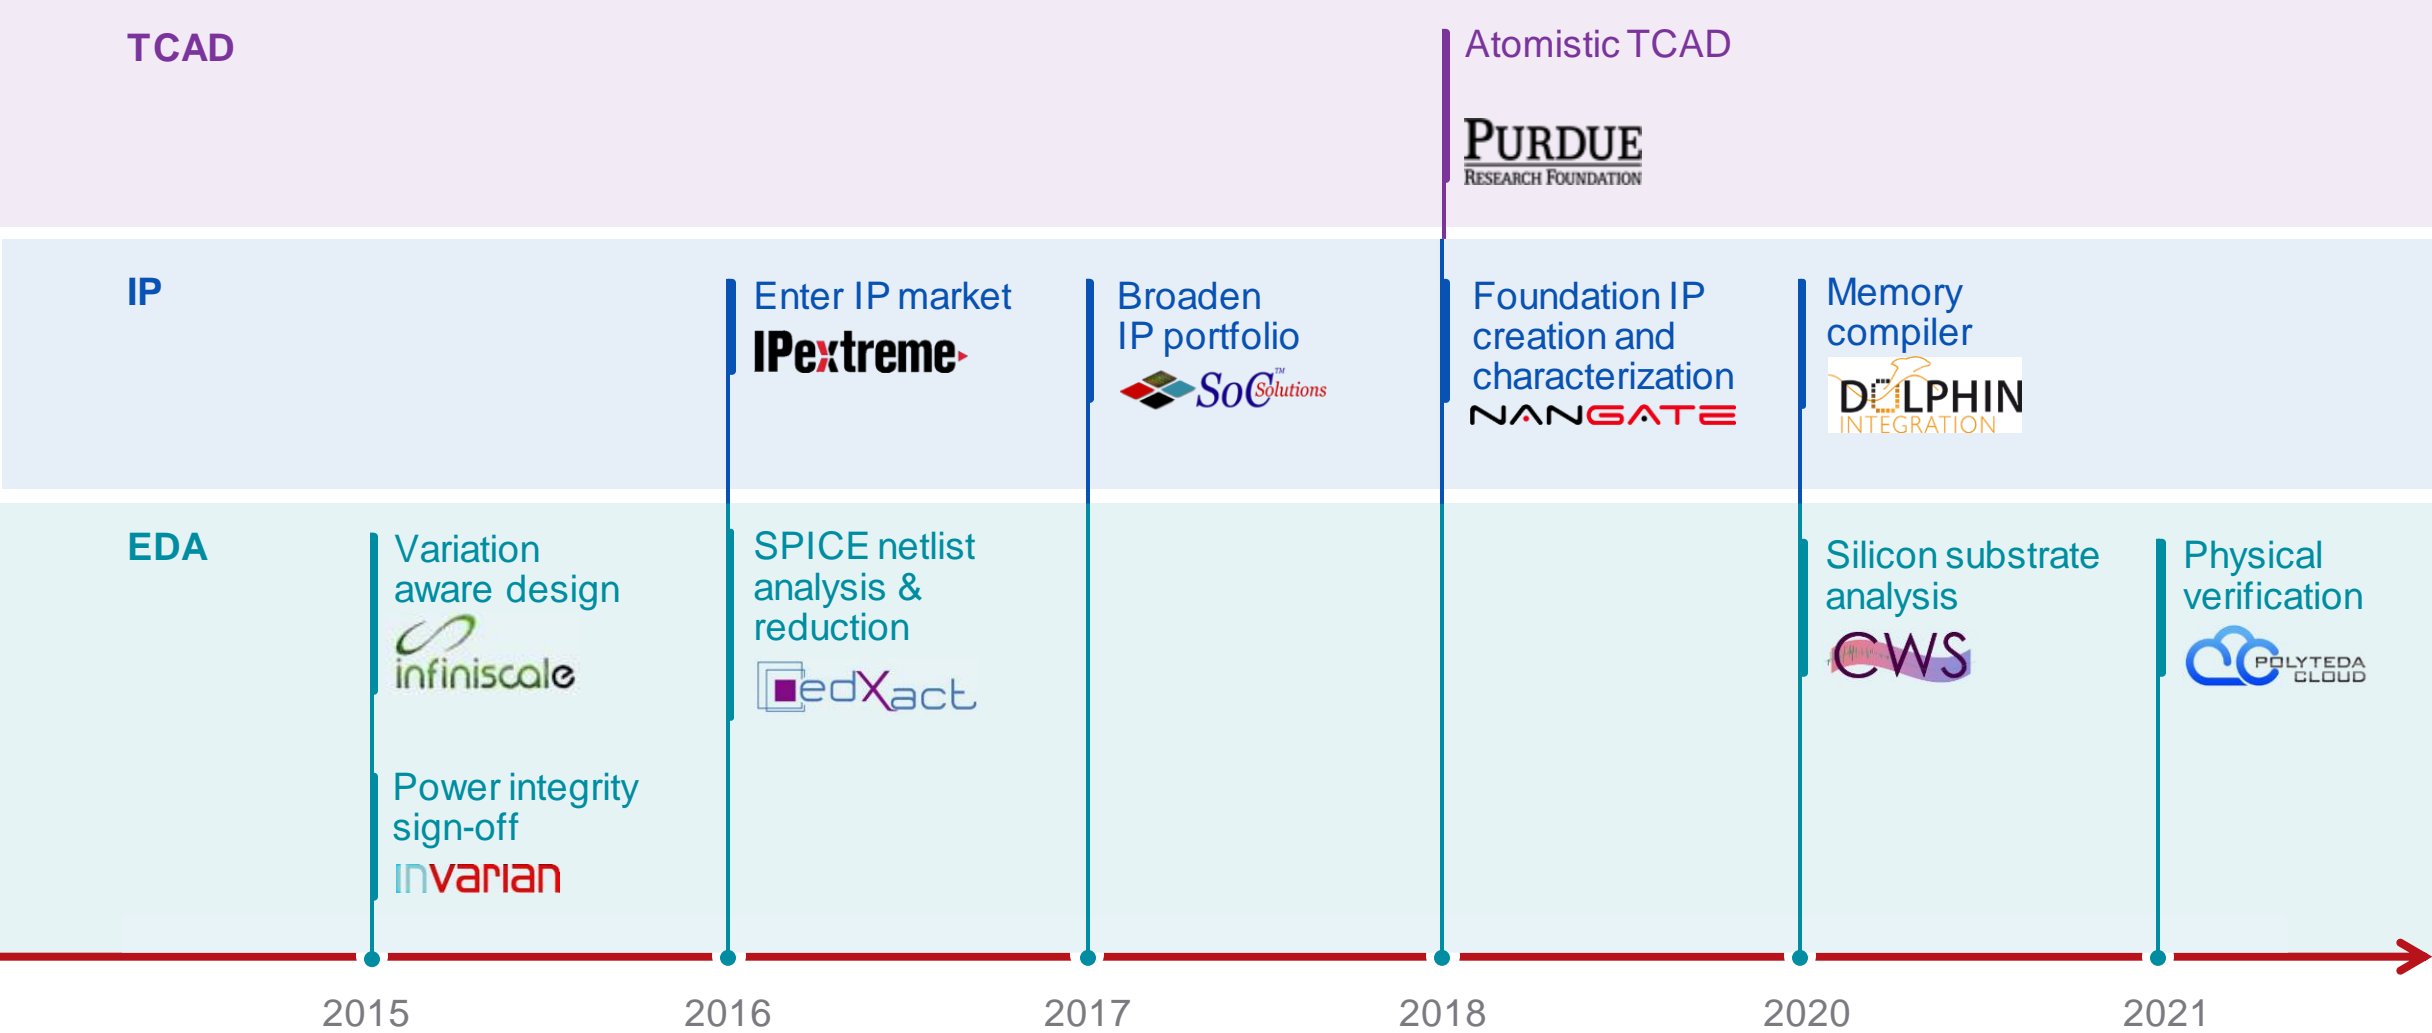 TCAD
Atomistic TCAD
PURDUE
RESEARCH FOUNDATION
IP
Enter IP market
IPextreme
Broaden
IP portfolio
SoC Solutions™
Foundation IP
creation and
characterization
NANGATE
Memory
compiler
DOLPHIN
INTEGRATION
EDA
Variation
aware design
infiniscale
Power integrity
sign-off
invarian
SPICE netlist
analysis &
reduction
edXact
Silicon substrate
analysis
CWS
Physical
verification
POLYTEDA
CLOUD
2015
2016
2017
2018
2020
2021